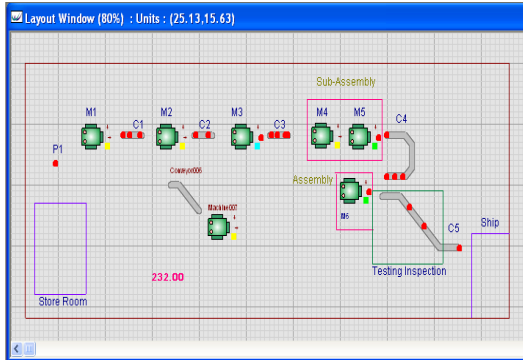 Layout Window (80%) : Units : (25.13,15.63)
Sub-Assembly
M1
C1
M2
C2
M3
C3
M4
M5
C4
P1
Conveyor006
Assembly
Machine007
M6
C5
Ship
232.00
Testing Inspection
Store Room